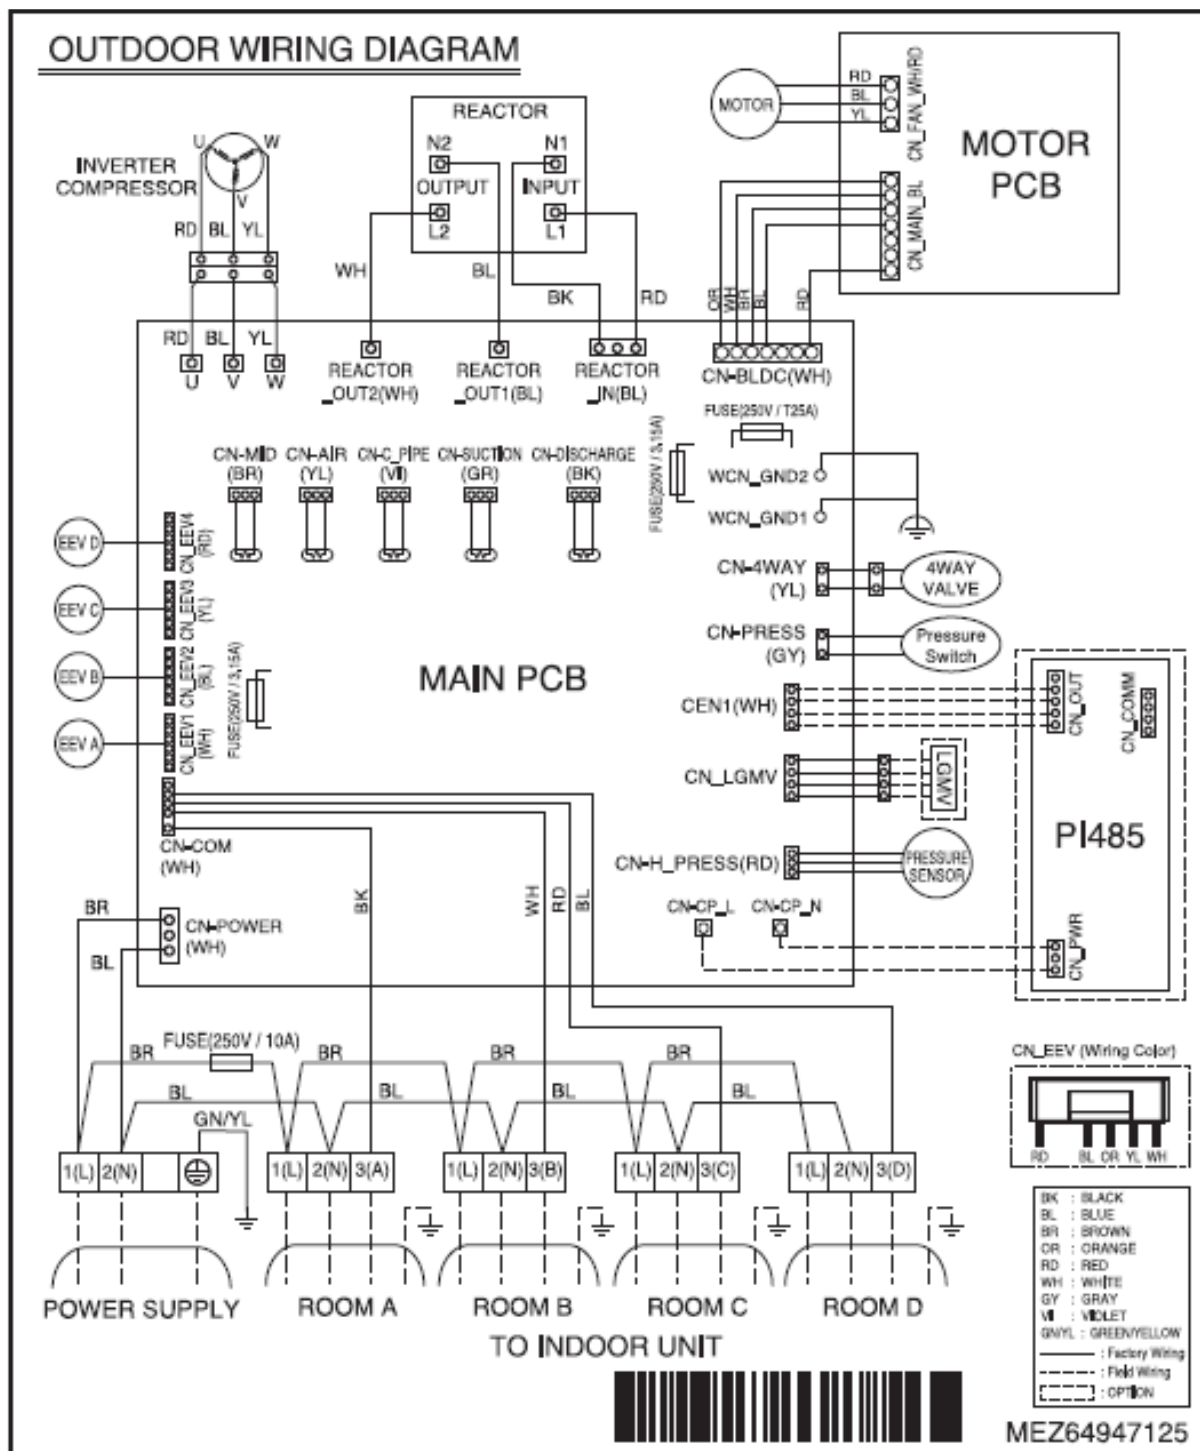 OUTDOOR WIRING DIAGRAM
MOTOR
RD
BL
YL
CN_FAN_WH/RD
CN_MAIN_BL
MOTOR
PCB
REACTOR
N2
N1
OUTPUT
INPUT
L2
L1
INVERTER
COMPRESSOR
U
W
V
RD
BL
YL
WH
BL
BK
RD
OR
WH
BR
BL
RD
RD
BL
YL
U
V
W
REACTOR
_OUT2(WH)
REACTOR
_OUT1(BL)
REACTOR
_IN(BL)
CN-BLDC(WH)
FUSE(250V / T25A)
FUSE(250V / 3.15A)
CN-MID
(BR)
CN-AIR
(YL)
CN-C_PIPE
(VI)
CN-SUCTION
(GR)
CN-DISCHARGE
(BK)
WCN_GND2
WCN_GND1
EEV D
CN_EEV4
(RD)
EEV C
CN_EEV3
(YL)
EEV B
CN_EEV2
(BL)
EEV A
CN_EEV1
(WH)
FUSE(250V / 3.15A)
MAIN PCB
CN-4WAY
(YL)
4WAY
VALVE
CN-PRESS
(GY)
Pressure
Switch
CEN1(WH)
CN_OUT
CN_COMM
CN_LGMV
LGMV
PI485
CN-H_PRESS(RD)
PRESSURE
SENSOR
CN-CP_L
CN-CP_N
CN_PWR
CN-COM
(WH)
BR
CN-POWER
(WH)
BL
BK
WH
RD
BL
FUSE(250V / 10A)
BR
BR
BR
BL
BL
BL
BL
GN/YL
1(L)
2(N)
1(L)
2(N)
3(A)
1(L)
2(N)
3(B)
1(L)
2(N)
3(C)
1(L)
2(N)
3(D)
POWER SUPPLY
ROOM A
ROOM B
ROOM C
ROOM D
TO INDOOR UNIT
CN_EEV (Wiring Color)
RD
BL
OR
YL
WH
BK : BLACK
BL : BLUE
BR : BROWN
OR : ORANGE
RD : RED
WH : WHITE
GY : GRAY
VI : VIOLET
GN/YL : GREEN/YELLOW
: Factory Wiring
: Field Wiring
: OPTION
MEZ64947125